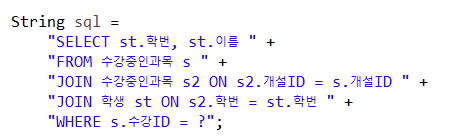 String sql =
"SELECT st.학번, st.이름 " +
"FROM 수강중인과목 s " +
"JOIN 수강중인과목 s2 ON s2.개설ID = s.개설ID " +
"JOIN 학생 st ON s2.학번 = st.학번 " +
"WHERE s.수강ID = ?";